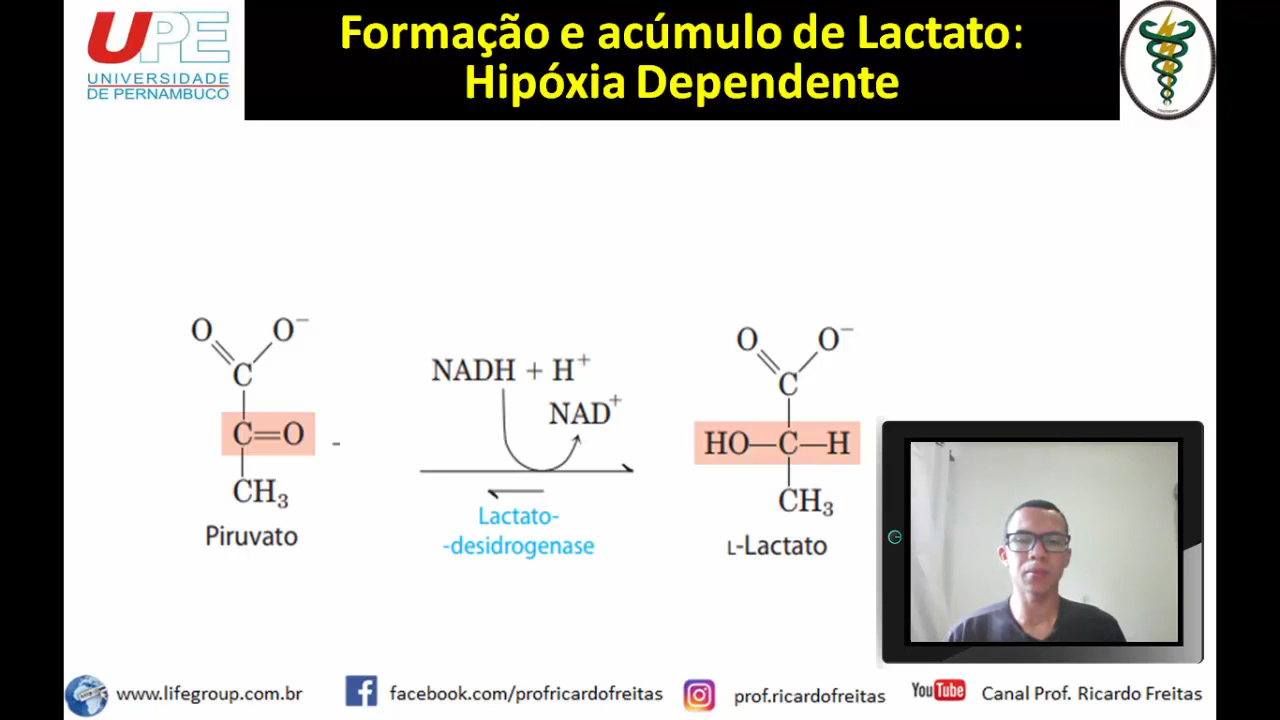 UPE
UNIVERSIDADE
DE PERNAMBUCO
Formação e acúmulo de Lactato:
Hipóxia Dependente
O O⁻
C
C=O
CH₃
Piruvato
NADH + H⁺
NAD⁺
Lactato-
-desidrogenase
O O⁻
C
HO—C—H
CH₃
L-Lactato
www.lifegroup.com.br
facebook.com/profricardofreitas
prof.ricardofreitas
YouTube
Canal Prof. Ricardo Freitas